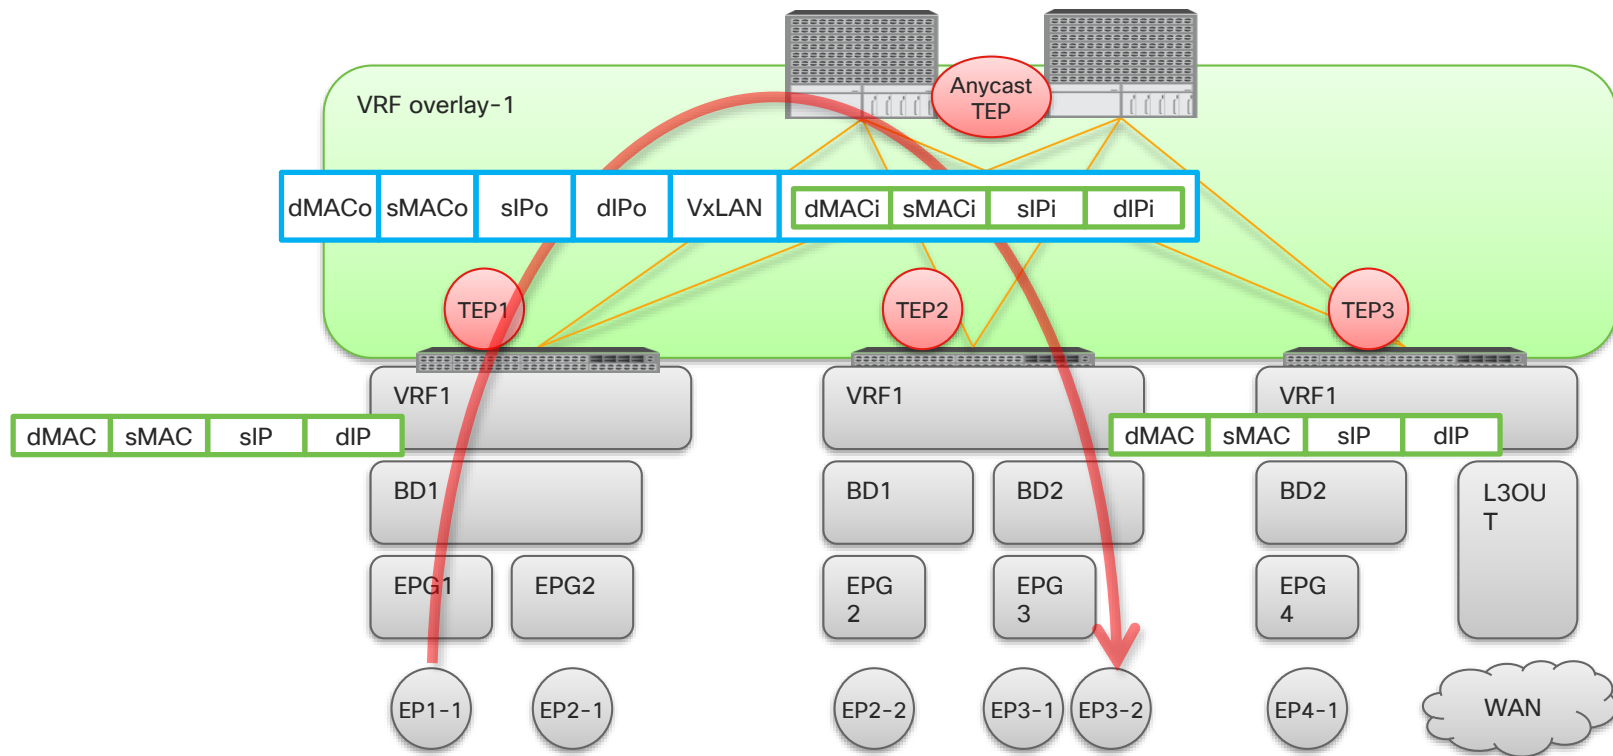 Anycast
TEP
VRF overlay-1
dMACo sMACo sIPo dIPo VxLAN dMACi sMACi sIPi dIPi
TEP1 TEP2 TEP3
VRF1 VRF1 VRF1
dMAC sMAC sIP dIP dMAC sMAC sIP dIP
BD1 BD1 BD2 BD2 L3OU
T
EPG1 EPG2 EPG EPG EPG
2 3 4
EP1-1 EP2-1 EP2-2 EP3-1 EP3-2 EP4-1 WAN